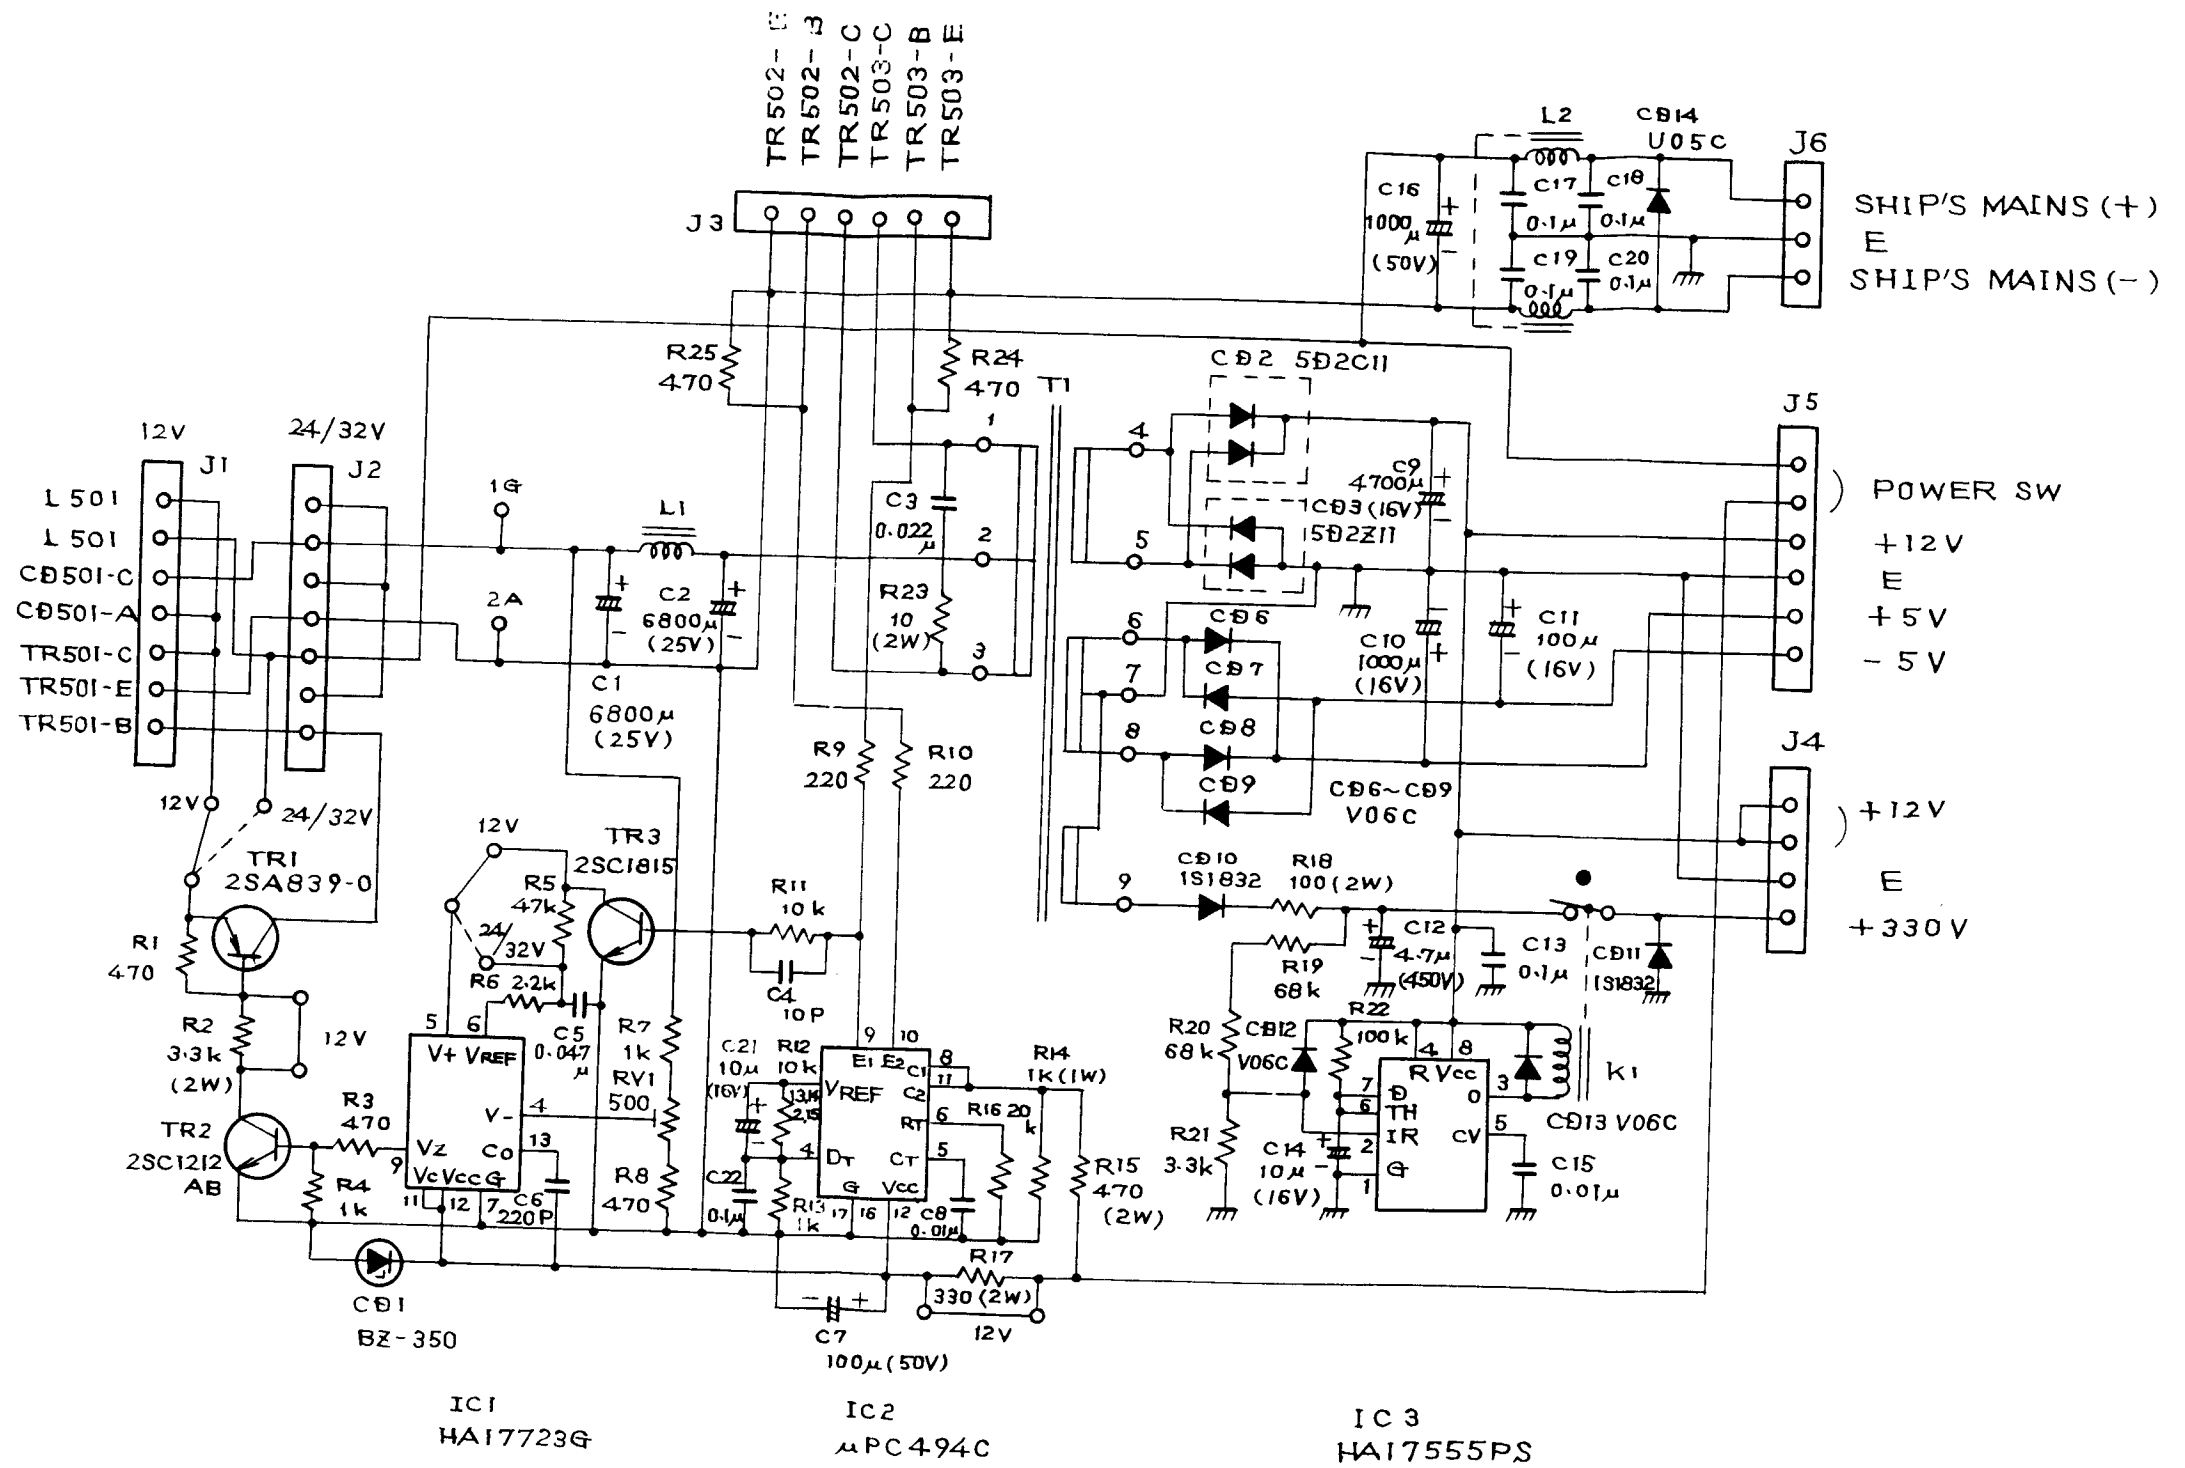 TR502-E
TR502-B
TR502-C
TR503-C
TR503-B
TR503-E
J3
L2
CD14
U05C
J6
C16
1000
μ
(50V)
+
-
C17
0.1μ
C18
0.1μ
C19
0.1μ
C20
0.1μ
SHIP'S MAINS (+)
E
SHIP'S MAINS (-)
R25
470
R24
470
T1
CD2 5D2C11
12V
J1
24/32V
J2
L 501
L 501
CD501-C
CD501-A
TR501-C
TR501-E
TR501-B
1G
2A
L1
+
-
C2
6800μ
(25V)
+
-
C1
6800μ
(25V)
C3
0.022
μ
R23
10
(2W)
1
2
3
4
5
6
7
8
9
C9
4700μ
(16V)
+
-
CD3
5D2Z11
J5
POWER SW
+12V
E
+5V
-5V
CD6
CD7
CD8
CD9
CD6~CD9
V06C
-
C10
1000μ
+
(16V)
+
-
C11
100μ
(16V)
J4
+12V
E
+330V
R9
220
R10
220
12V
24/32V
TR1
2SA839-0
R1
470
R2
3.3k
(2W)
12V
TR2
2SC1212
AB
R3
470
R4
1k
CD1
BZ-350
12V
24/
32V
R5
47k
R6
2.2k
TR3
2SC1815
C5
0.047
μ
5
6
V+
VREF
V-
4
VZ
9
CO
13
VC
VCC
G
11
12
7
C6
220P
R7
1k
RV1
500
R8
470
R11
10k
C4
10P
C21
10μ
(16V)
+
-
R12
10k
13,14
2,15
C22
0.1μ
R13
1k
9
10
E1
E2
C1
8
C2
11
VREF
RT
6
DT
4
CT
5
G
VCC
17
16
12
C8
0.01μ
R14
1k(1W)
R16 20
k
R15
470
(2W)
R17
330 (2W)
12V
-
+
C7
100μ(50V)
CD10
1S1832
R18
100(2W)
R19
68k
+
-
C12
4.7μ
(450V)
C13
0.1μ
CD11
1S1832
R20
68k
R21
3.3k
CD12
V06C
R22
100k
4
8
R
VCC
7
D
6
TH
2
IR
1
G
3
O
5
CV
C14
10μ
(16V)
+
-
C15
0.01μ
K1
CD13 V06C
IC1
HA17723G
IC2
μPC494C
IC3
HA17555PS